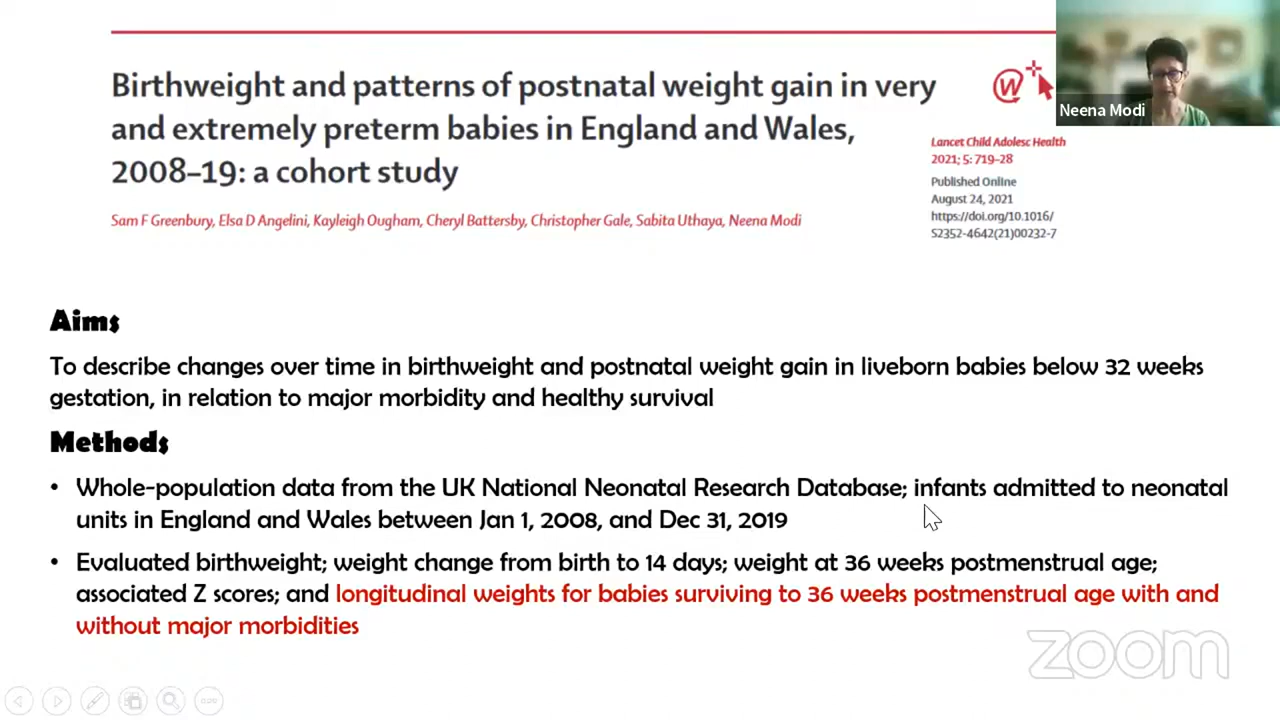 Birthweight and patterns of postnatal weight gain in very
and extremely preterm babies in England and Wales,
2008–19: a cohort study
Sam F Greenbury, Elsa D Angelini, Kayleigh Ougham, Cheryl Battersby, Christopher Gale, Sabita Uthaya, Neena Modi
W
Neena Modi
Lancet Child Adolesc Health
2021; 5: 719–28
Published Online
August 24, 2021
https://doi.org/10.1016/
S2352-4642(21)00232-7
Aims
To describe changes over time in birthweight and postnatal weight gain in liveborn babies below 32 weeks
gestation, in relation to major morbidity and healthy survival
Methods
• Whole-population data from the UK National Neonatal Research Database; infants admitted to neonatal
units in England and Wales between Jan 1, 2008, and Dec 31, 2019
• Evaluated birthweight; weight change from birth to 14 days; weight at 36 weeks postmenstrual age;
associated Z scores; and longitudinal weights for babies surviving to 36 weeks postmenstrual age with and
without major morbidities
zoom